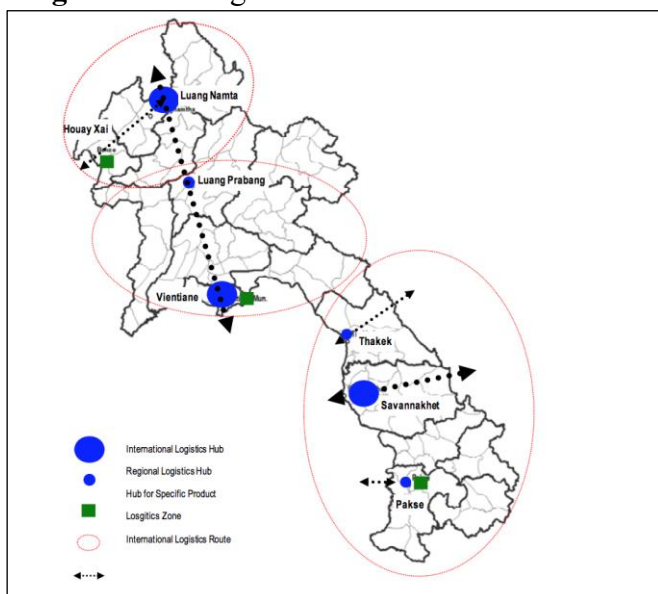 Luang Namta
Houay Xai
Luang Prabang
Vientiane
Mun.
Thakek
Savannakhet
Pakse
International Logistics Hub
Regional Logistics Hub
Hub for Specific Product
Losgitics Zone
International Logistics Route